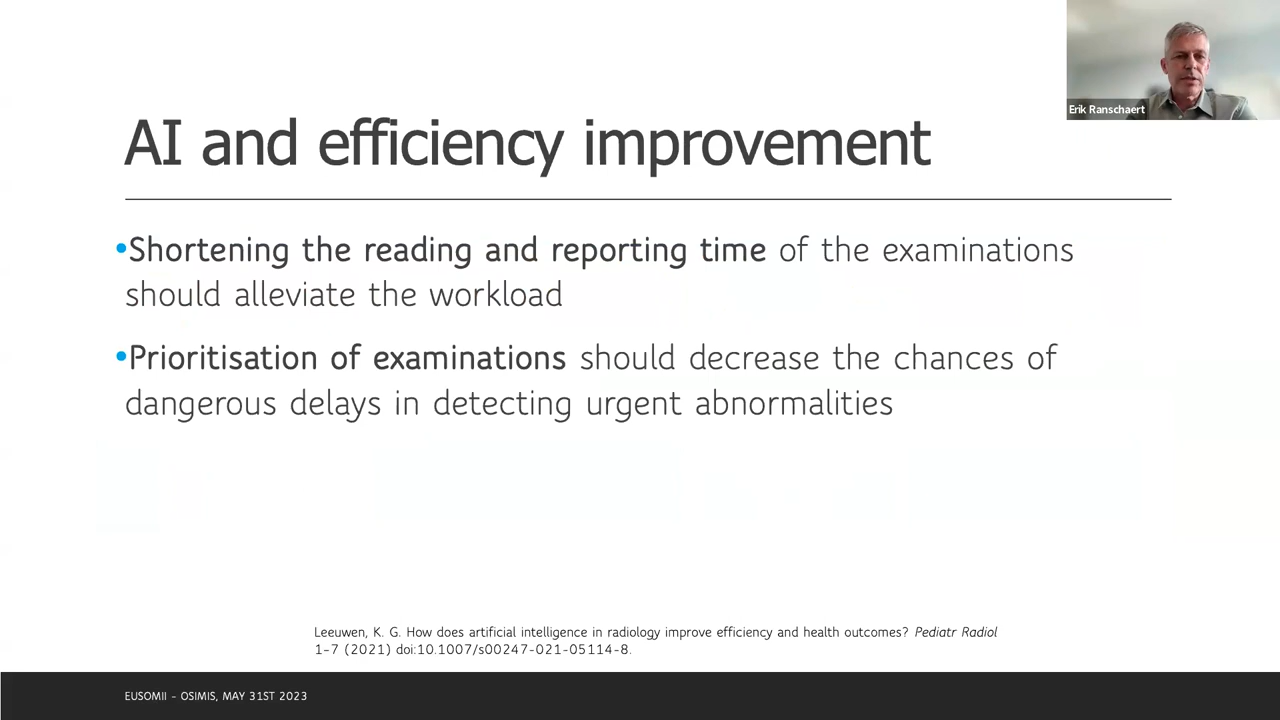 Erik Ranschaert
AI and efficiency improvement
•Shortening the reading and reporting time of the examinations
should alleviate the workload
•Prioritisation of examinations should decrease the chances of
dangerous delays in detecting urgent abnormalities
Leeuwen, K. G. How does artificial intelligence in radiology improve efficiency and health outcomes? Pediatr Radiol
1–7 (2021) doi:10.1007/s00247-021-05114-8.
EUSOMII - OSIMIS, MAY 31ST 2023